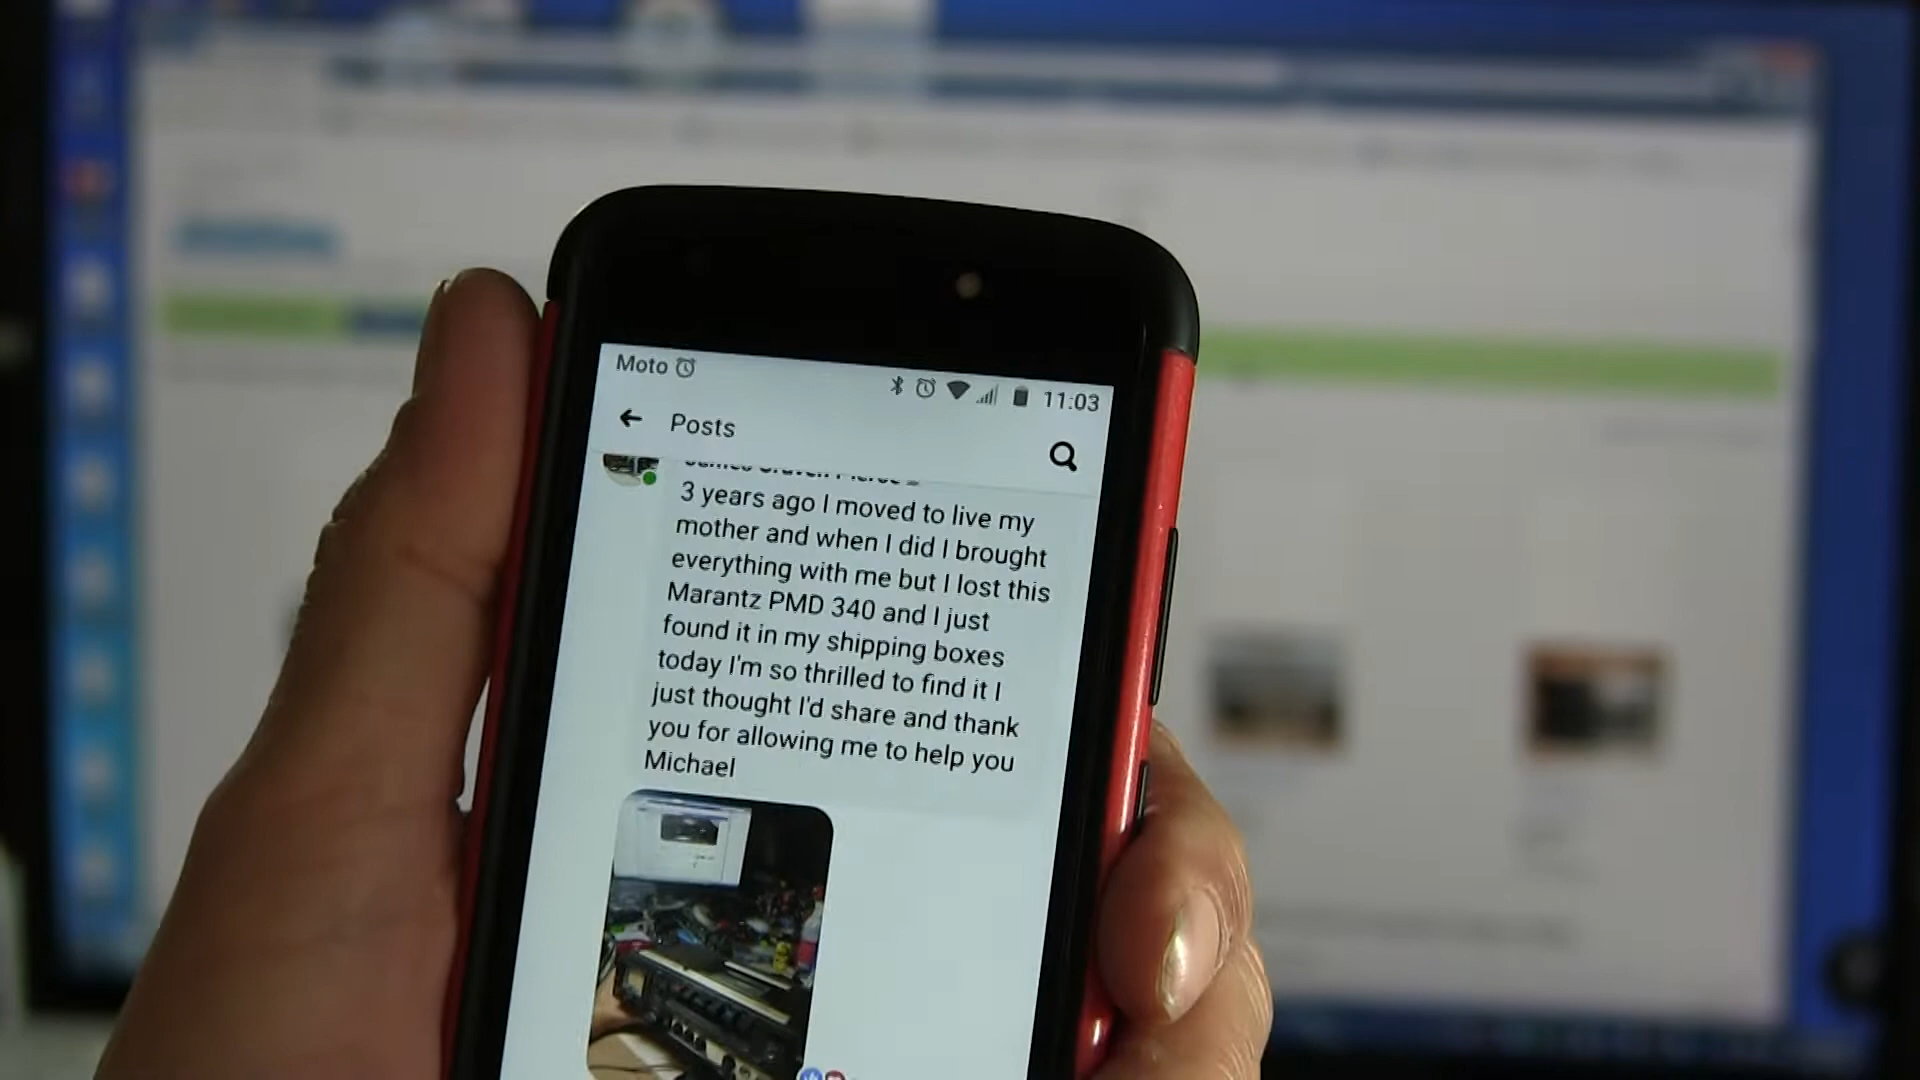 Moto
11:03
Posts
3 years ago I moved to live my
mother and when I did I brought
everything with me but I lost this
Marantz PMD 340 and I just
found it in my shipping boxes
today I'm so thrilled to find it I
just thought I'd share and thank
you for allowing me to help you
Michael